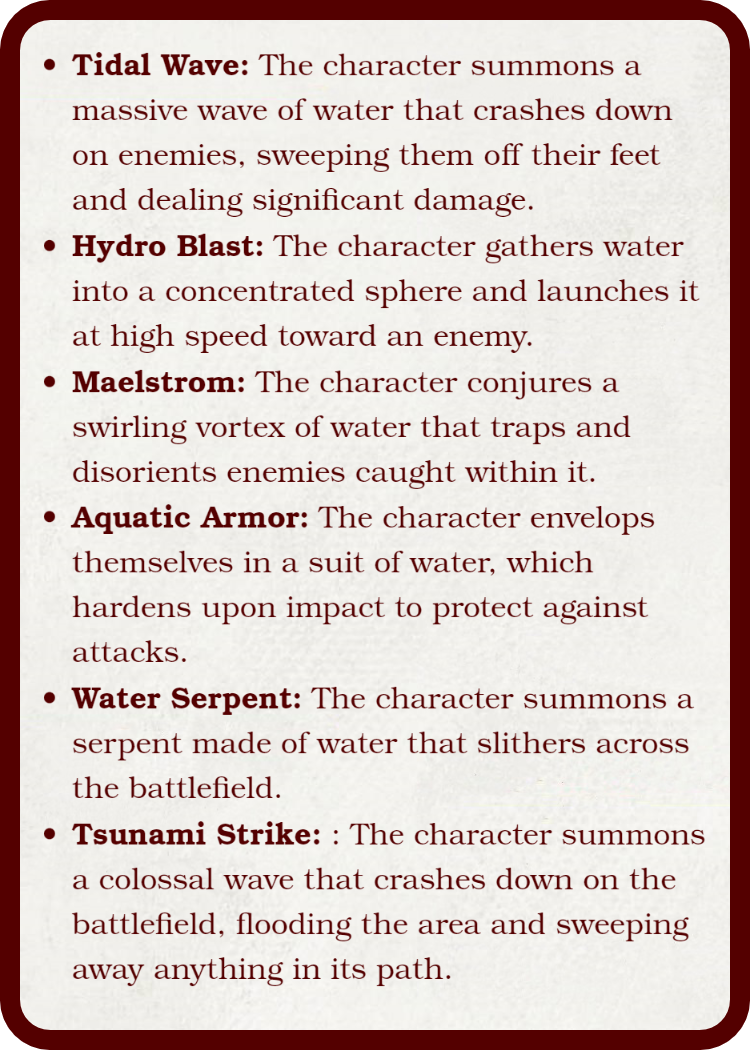 • Tidal Wave: The character summons a
massive wave of water that crashes down
on enemies, sweeping them off their feet
and dealing significant damage.
• Hydro Blast: The character gathers water
into a concentrated sphere and launches it
at high speed toward an enemy.
• Maelstrom: The character conjures a
swirling vortex of water that traps and
disorients enemies caught within it.
• Aquatic Armor: The character envelops
themselves in a suit of water, which
hardens upon impact to protect against
attacks.
• Water Serpent: The character summons a
serpent made of water that slithers across
the battlefield.
• Tsunami Strike: : The character summons
a colossal wave that crashes down on the
battlefield, flooding the area and sweeping
away anything in its path.